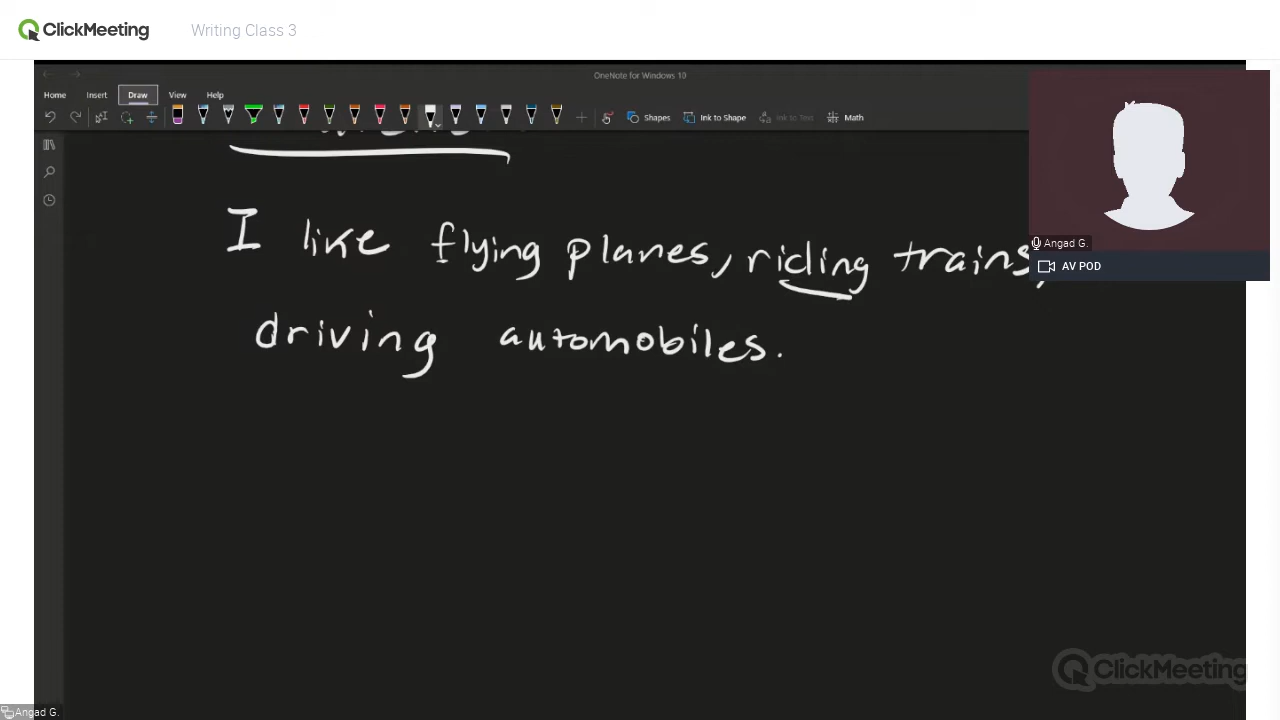 ClickMeeting Writing Class 3
OneNote for Windows 10
Home Insert Draw View Help
Shapes Ink to Shape Ink to Text Math
I like flying planes, riding trains,
driving automobiles.
Angad G.
AV POD
ClickMeeting
Angad G.